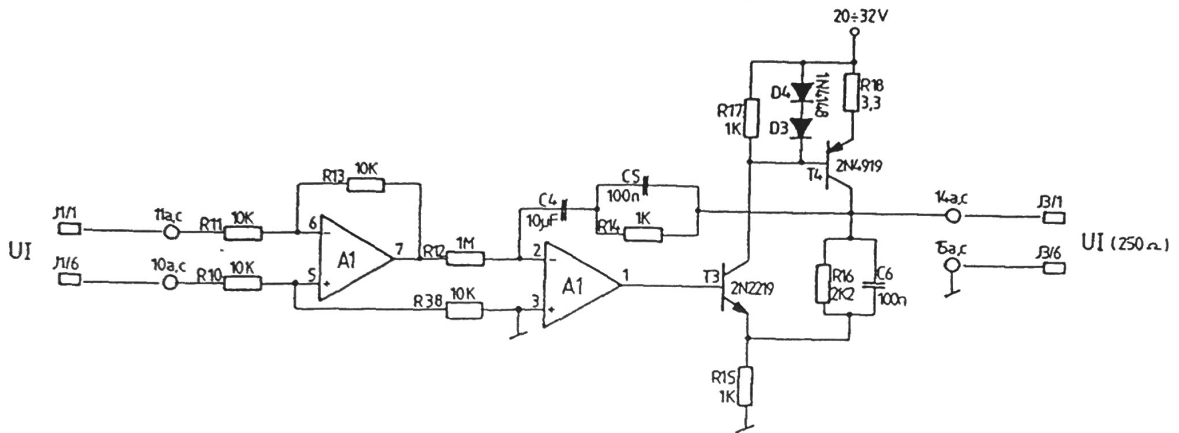 20÷32V
D4
1N4148
R18
3,3
R17
1K
D3
2N4919
T4
R13
10K
C5
100n
C4
10µF
R14
1K
J1/1
11a,c
R11
10K
6
-
A1
7
R12
1M
2
-
14a,c
J3/1
UI
UI (250Ω)
J1/6
10a,c
R10
10K
5
+
A1
1
T3
2N2219
R16
2K2
C6
100n
15a,c
J3/6
R38
10K
3
+
R15
1K